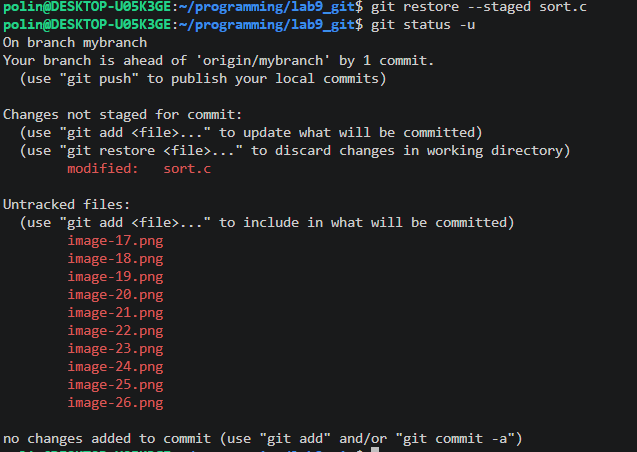 polin@DESKTOP-U05K3GE:~/programming/lab9_git$ git restore --staged sort.c
polin@DESKTOP-U05K3GE:~/programming/lab9_git$ git status -u
On branch mybranch
Your branch is ahead of 'origin/mybranch' by 1 commit.
  (use "git push" to publish your local commits)

Changes not staged for commit:
  (use "git add <file>..." to update what will be committed)
  (use "git restore <file>..." to discard changes in working directory)
        modified:   sort.c

Untracked files:
  (use "git add <file>..." to include in what will be committed)
        image-17.png
        image-18.png
        image-19.png
        image-20.png
        image-21.png
        image-22.png
        image-23.png
        image-24.png
        image-25.png
        image-26.png

no changes added to commit (use "git add" and/or "git commit -a")